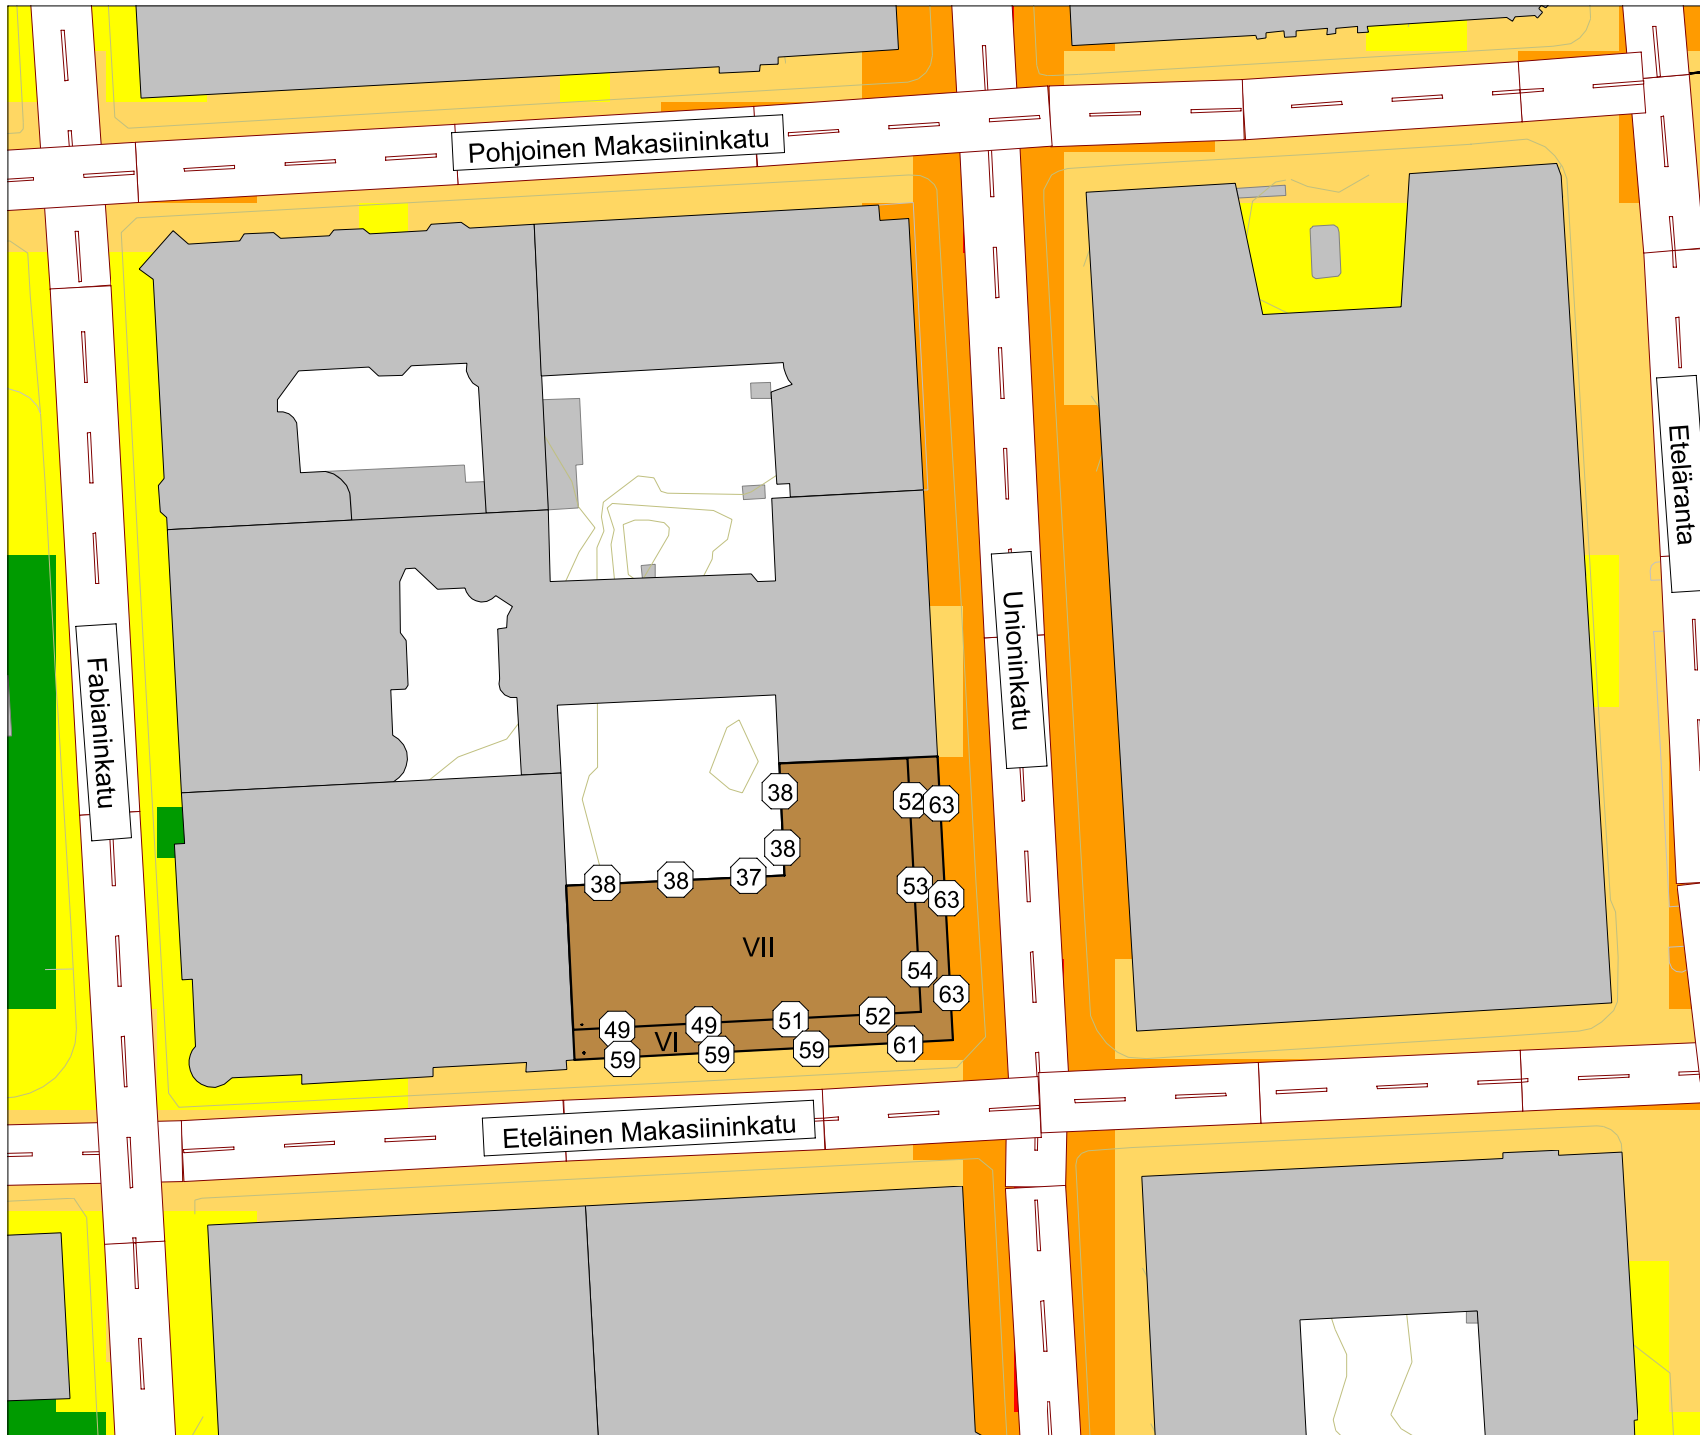 Pohjoinen Makasiininkatu
Eteläranta
Unioninkatu
Fabianinkatu
38
52
63
38
38
38
37
53
63
VII
54
63
49
49
51
52
VI
59
59
59
61
Eteläinen Makasiininkatu